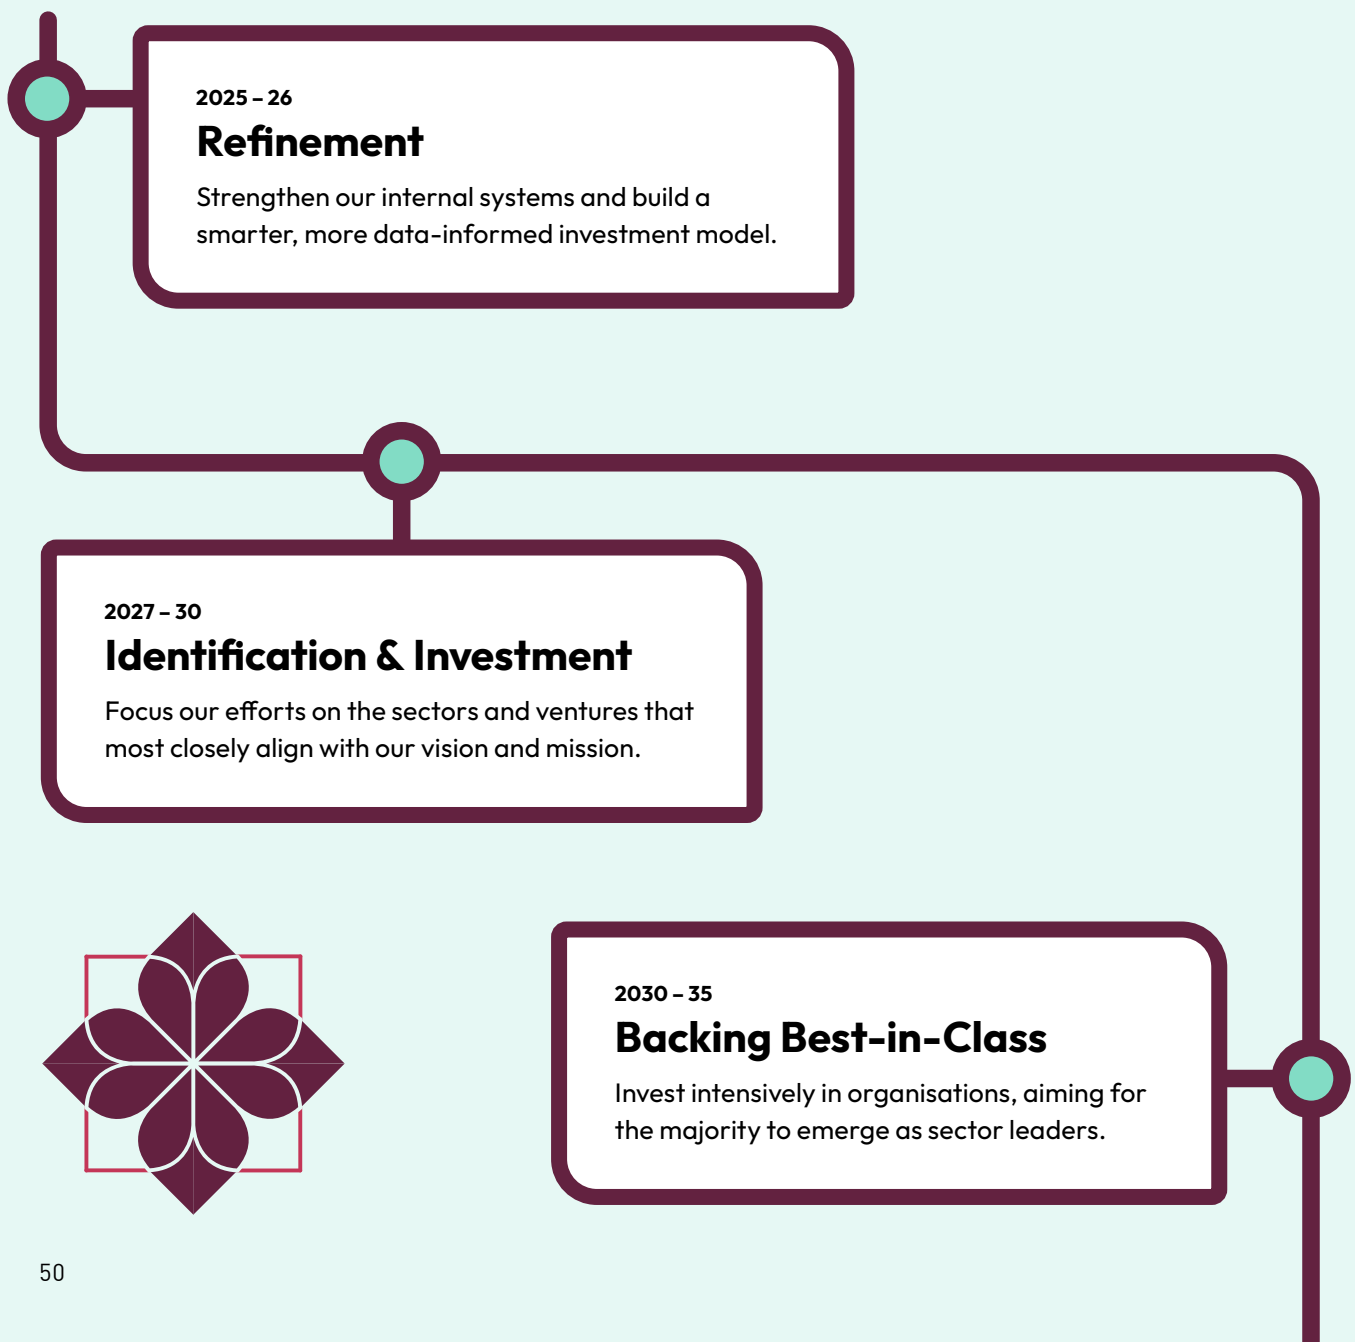 2025 – 26
Refinement
Strengthen our internal systems and build a
smarter, more data-informed investment model.
2027 – 30
Identification & Investment
Focus our efforts on the sectors and ventures that
most closely align with our vision and mission.
2030 – 35
Backing Best-in-Class
Invest intensively in organisations, aiming for
the majority to emerge as sector leaders.
50